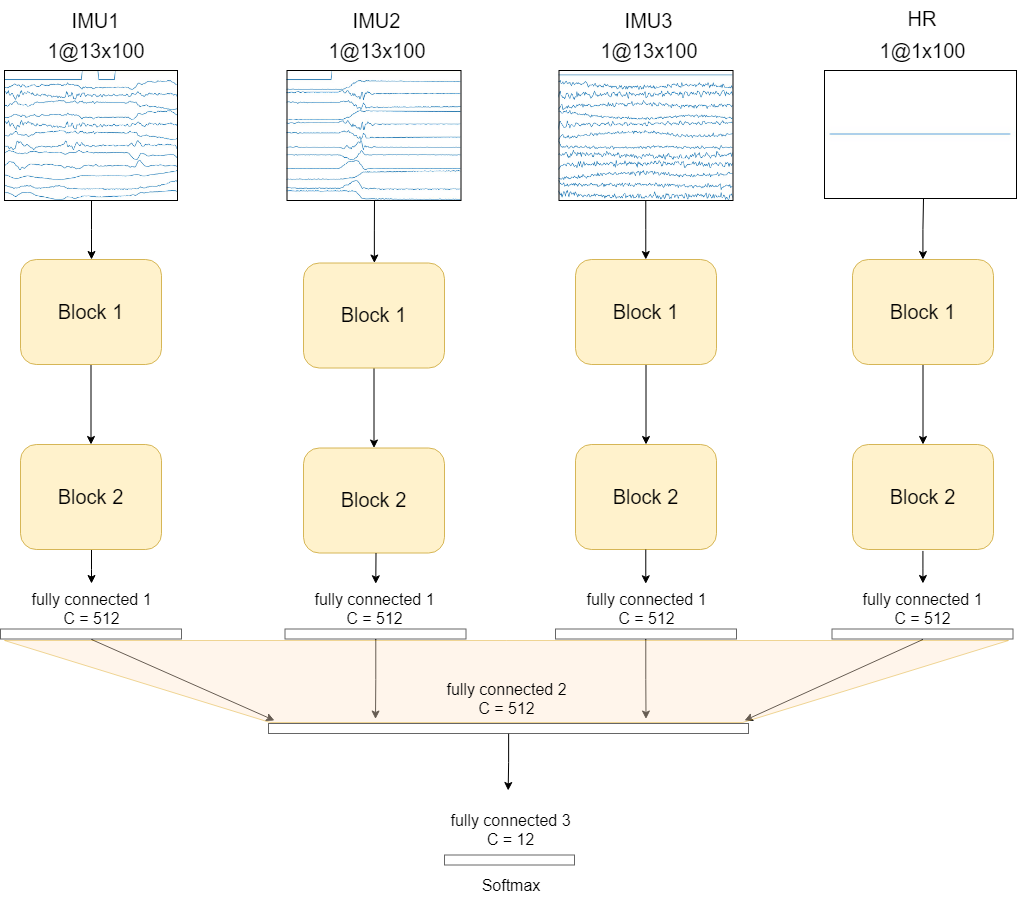 IMU1
1@13x100
IMU2
1@13x100
IMU3
1@13x100
HR
1@1x100
Block 1
Block 1
Block 1
Block 1
Block 2
Block 2
Block 2
Block 2
fully connected 1
C = 512
fully connected 1
C = 512
fully connected 1
C = 512
fully connected 1
C = 512
fully connected 2
C = 512
fully connected 3
C = 12
Softmax